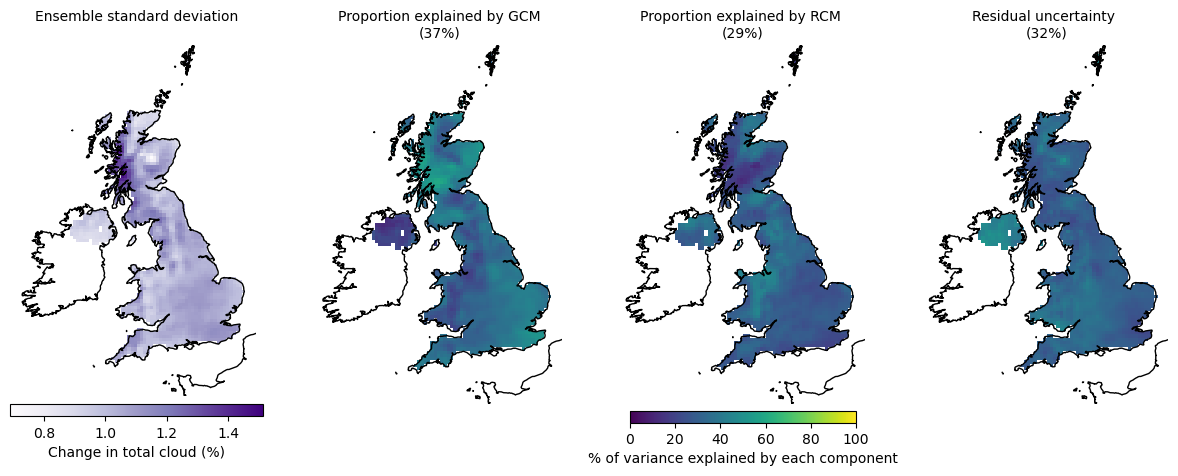 Ensemble standard deviation
Proportion explained by GCM
(37%)
Proportion explained by RCM
(29%)
Residual uncertainty
(32%)
0.8 1.0 1.2 1.4
Change in total cloud (%)
0 20 40 60 80 100
% of variance explained by each component